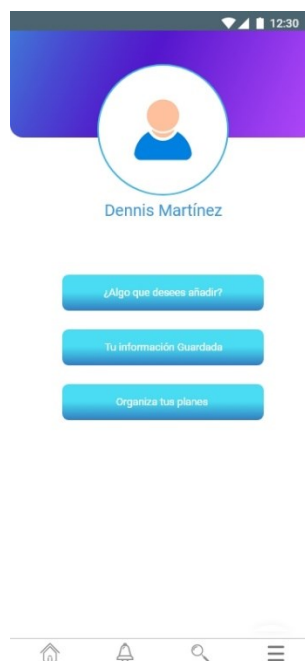 12:30
Dennis Martínez
¿Algo que desees añadir?
Tu información Guardada
Organiza tus planes